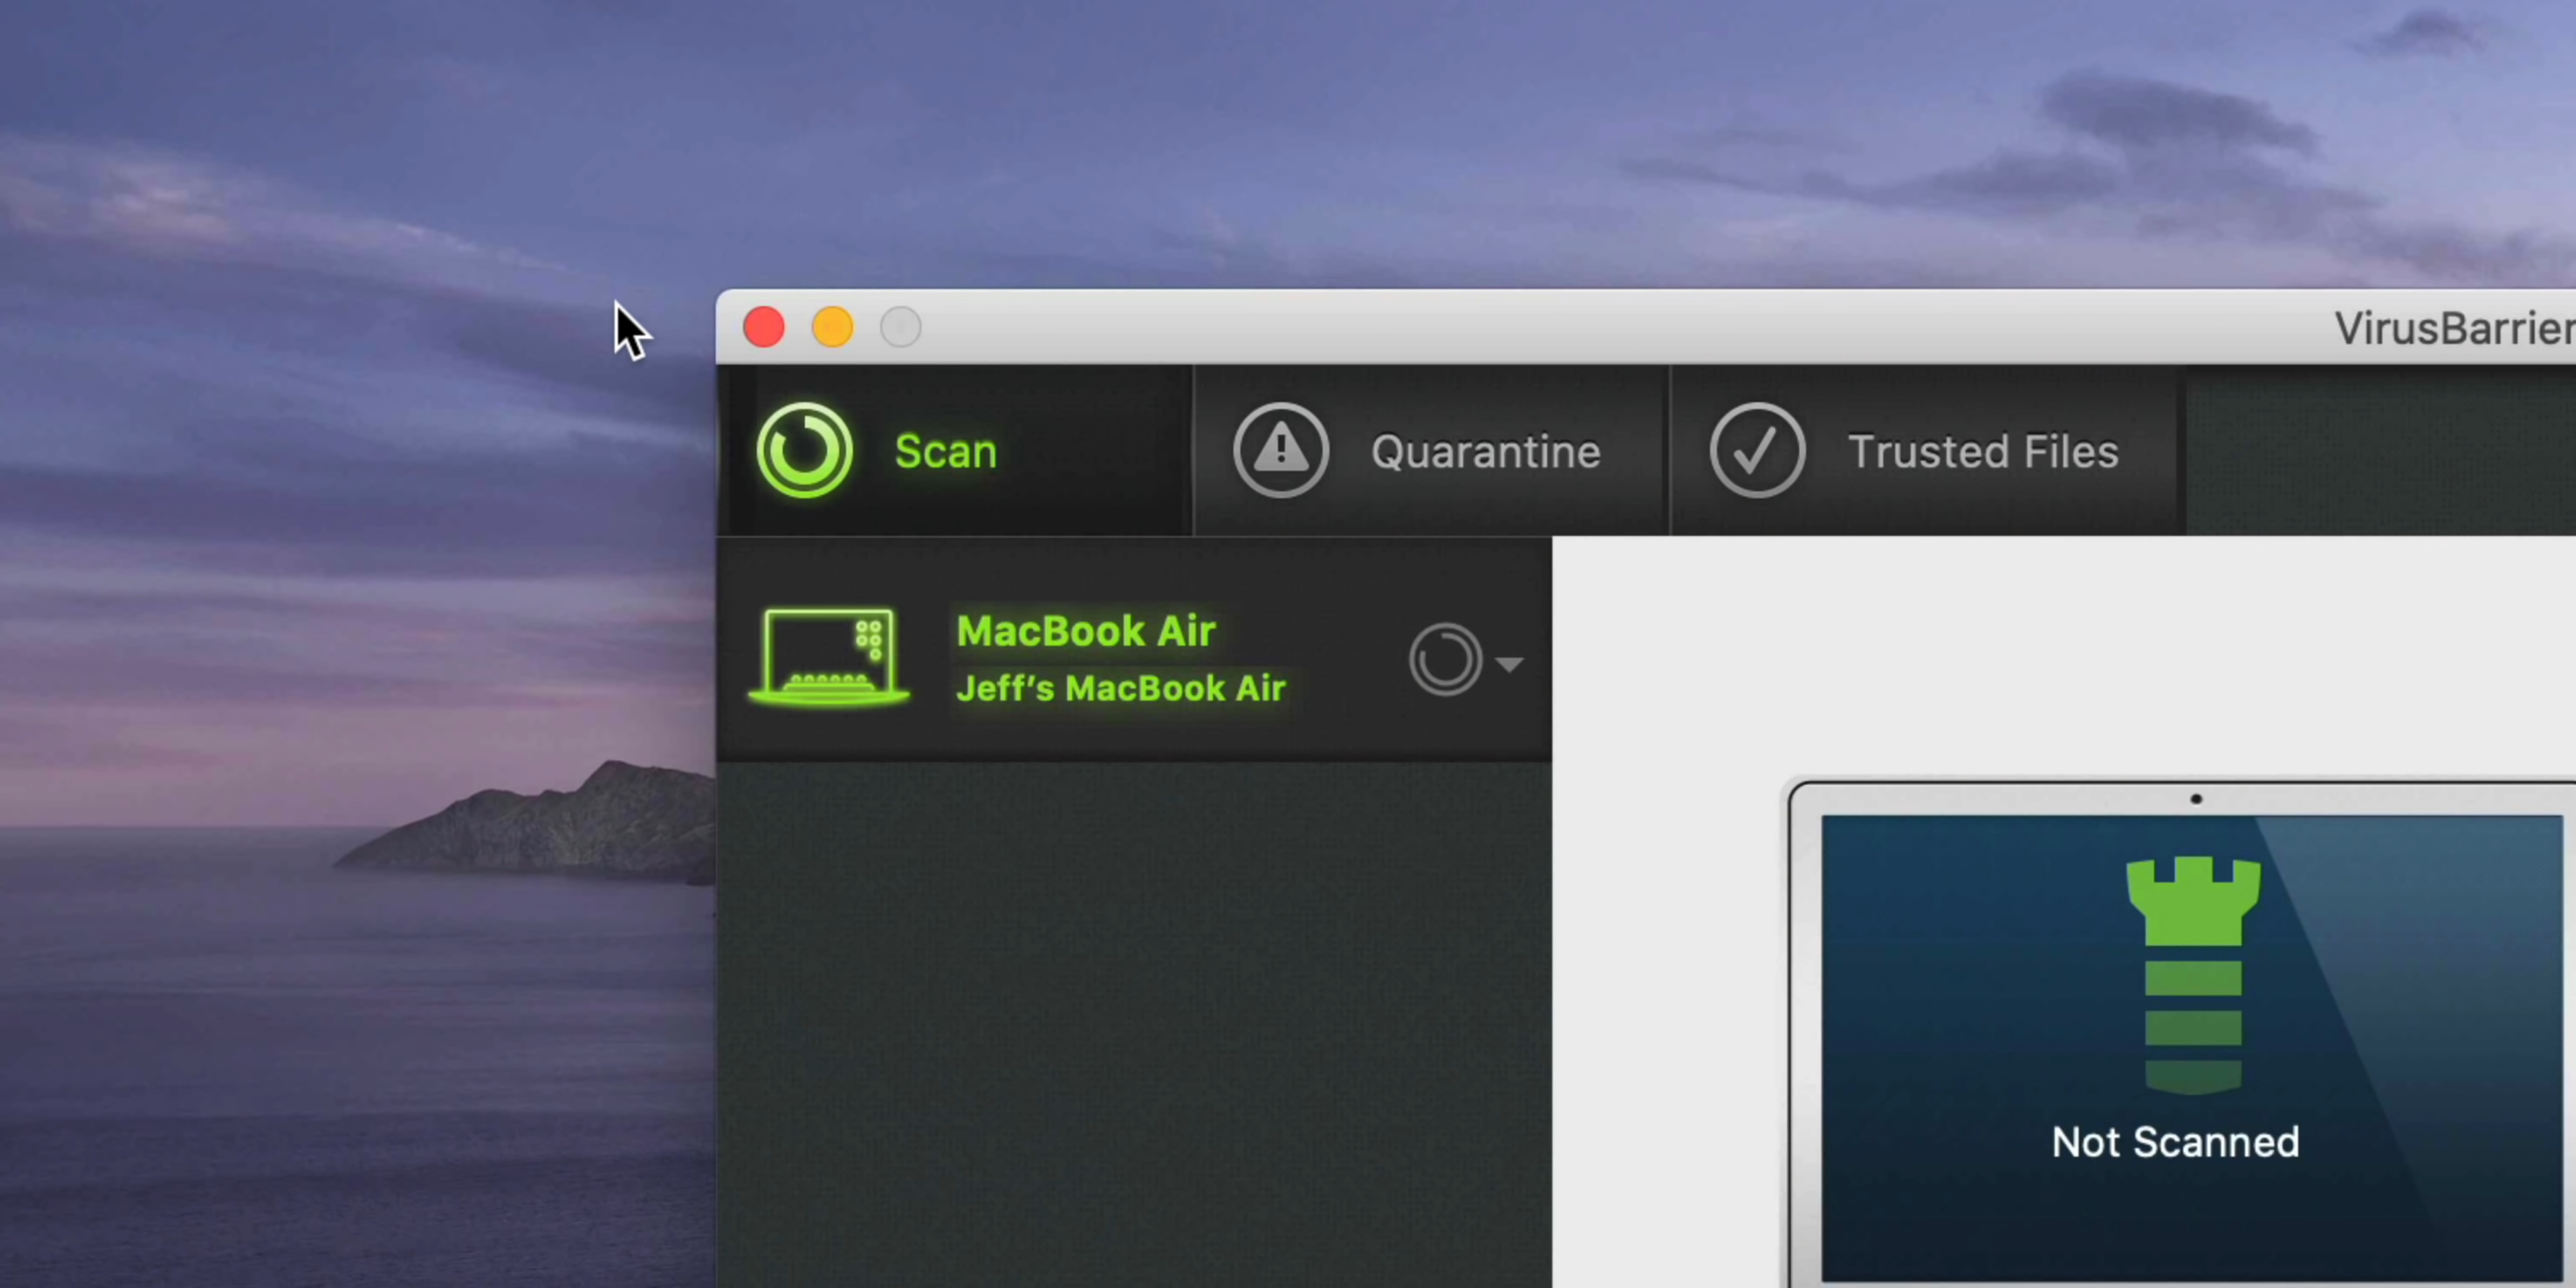 VirusBarrier
Scan
Quarantine
Trusted Files
MacBook Air
Jeff’s MacBook Air
Not Scanned